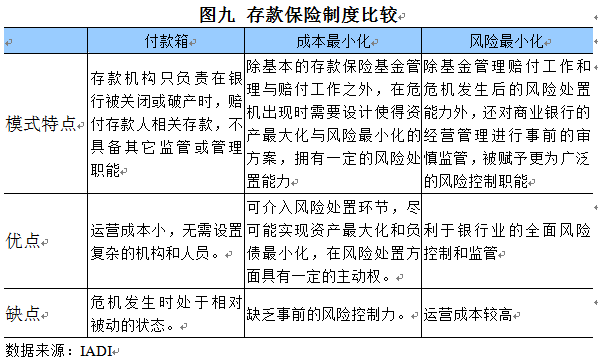 图九 存款保险制度比较
付款箱 成本最小化 风险最小化
模式特点
存款机构只负责在银
行被关闭或破产时，赔
付存款人相关存款，不
具备其它监管或管理
职能
除基本的存款保险基金管
理与赔付工作之外，在危
机出现时需要设计使得资
产最大化与风险最小化的
方案，拥有一定的风险处
置能力
除基金管理赔付工作和
危机发生后的风险处置
能力外，还对商业银行的
经营管理进行事前的审
慎监管，被赋予更为广泛
的风险控制职能
优点
运营成本小，无需设置
复杂的机构和人员。
可介入风险处置环节，尽
可能实现资产最大化和负
债最小化，在风险处置方
面具有一定的主动权。
利于银行业的全面风险
控制和监管
缺点
危机发生时处于相对
被动的状态。
缺乏事前的风险控制力。
运营成本较高
数据来源：IADI